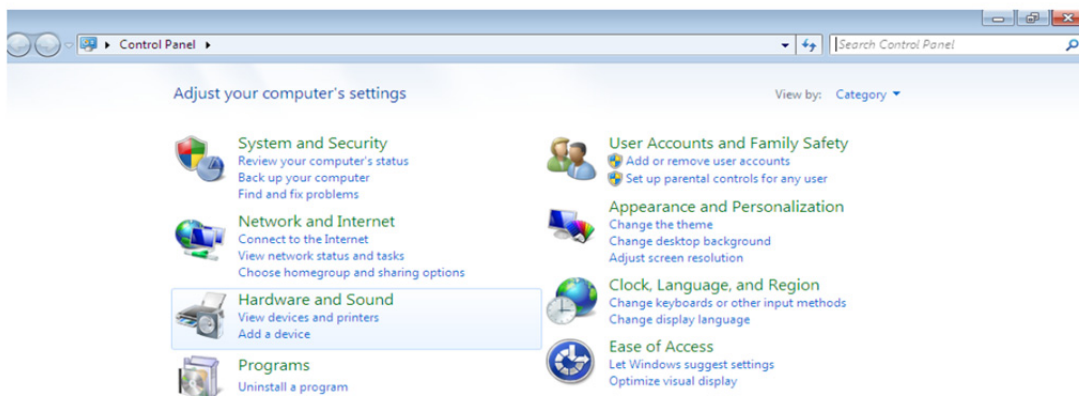 Control Panel
Search Control Panel
Adjust your computer's settings
View by: Category
System and Security
Review your computer's status
Back up your computer
Find and fix problems
Network and Internet
Connect to the Internet
View network status and tasks
Choose homegroup and sharing options
Hardware and Sound
View devices and printers
Add a device
Programs
Uninstall a program
User Accounts and Family Safety
Add or remove user accounts
Set up parental controls for any user
Appearance and Personalization
Change the theme
Change desktop background
Adjust screen resolution
Clock, Language, and Region
Change keyboards or other input methods
Change display language
Ease of Access
Let Windows suggest settings
Optimize visual display